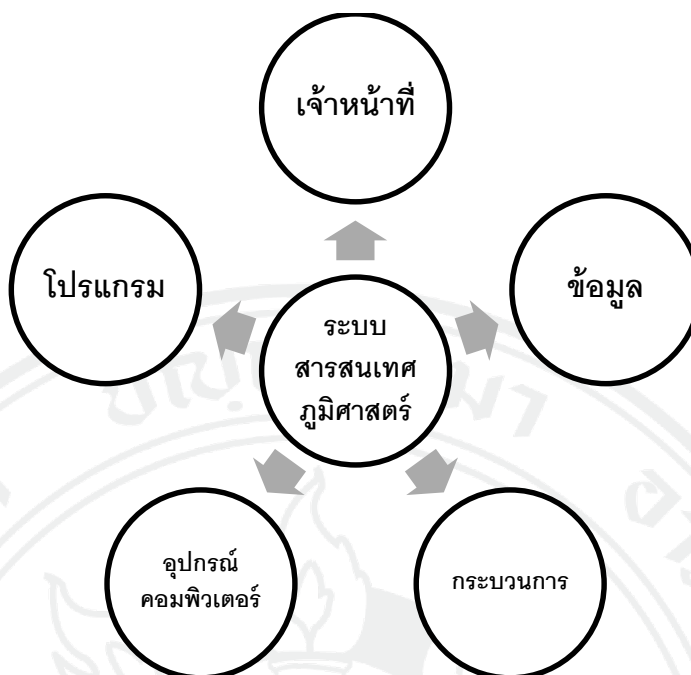 เจ้าหน้าที่
โปรแกรม
ข้อมูล
ระบบ
สารสนเทศ
ภูมิศาสตร์
อุปกรณ์
คอมพิวเตอร์
กระบวนการ